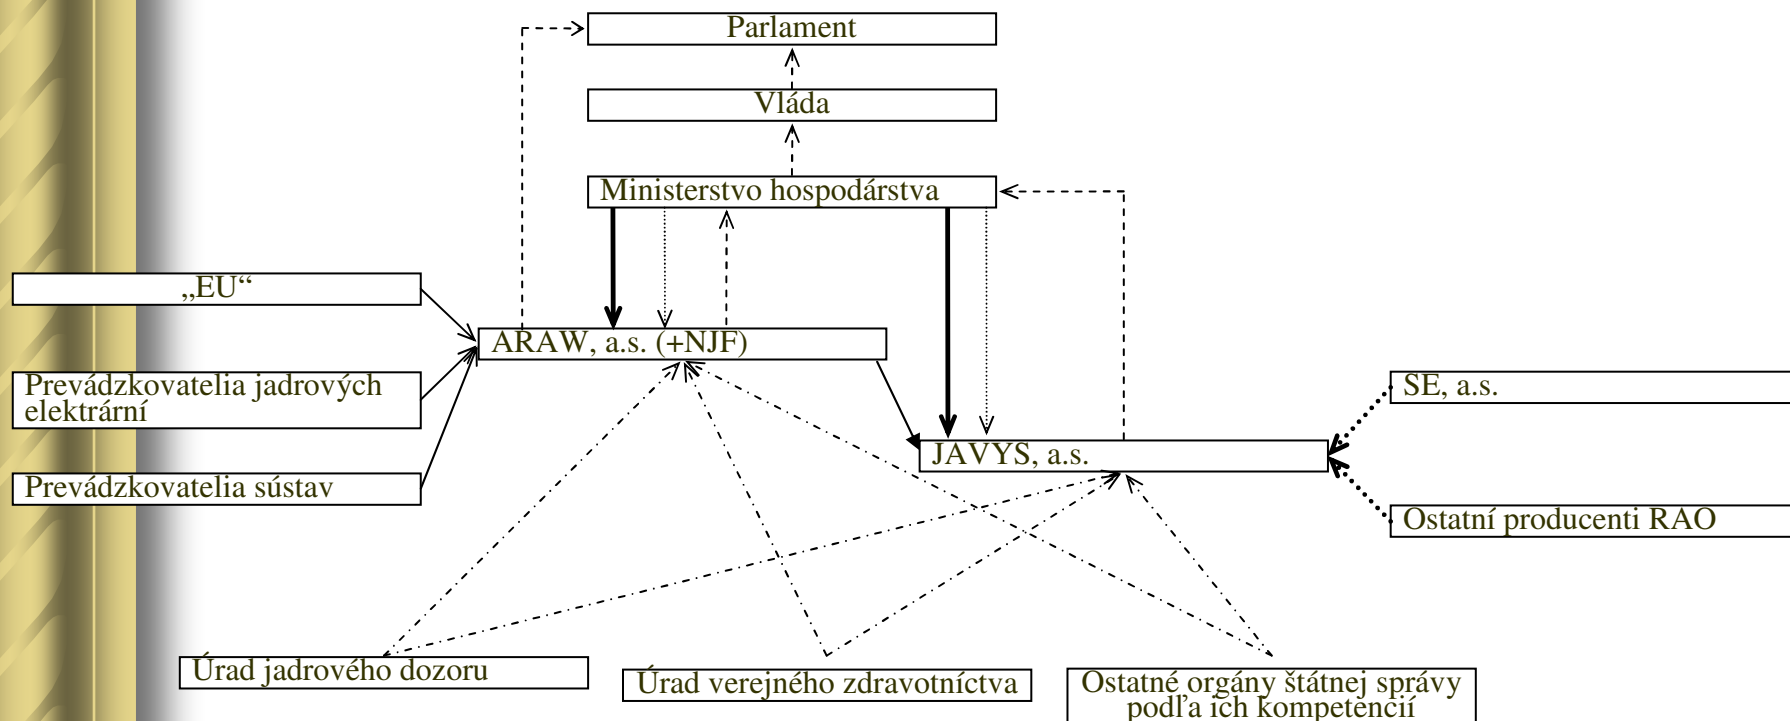 Parlament
Vláda
Ministerstvo hospodárstva
„EU“
ARAW, a.s. (+NJF)
Prevádzkovatelia jadrových
elektrární
SE, a.s.
JAVYS, a.s.
Prevádzkovatelia sústav
Ostatní producenti RAO
Úrad jadrového dozoru
Úrad verejného zdravotníctva
Ostatné orgány štátnej správy
podľa ich kompetencií